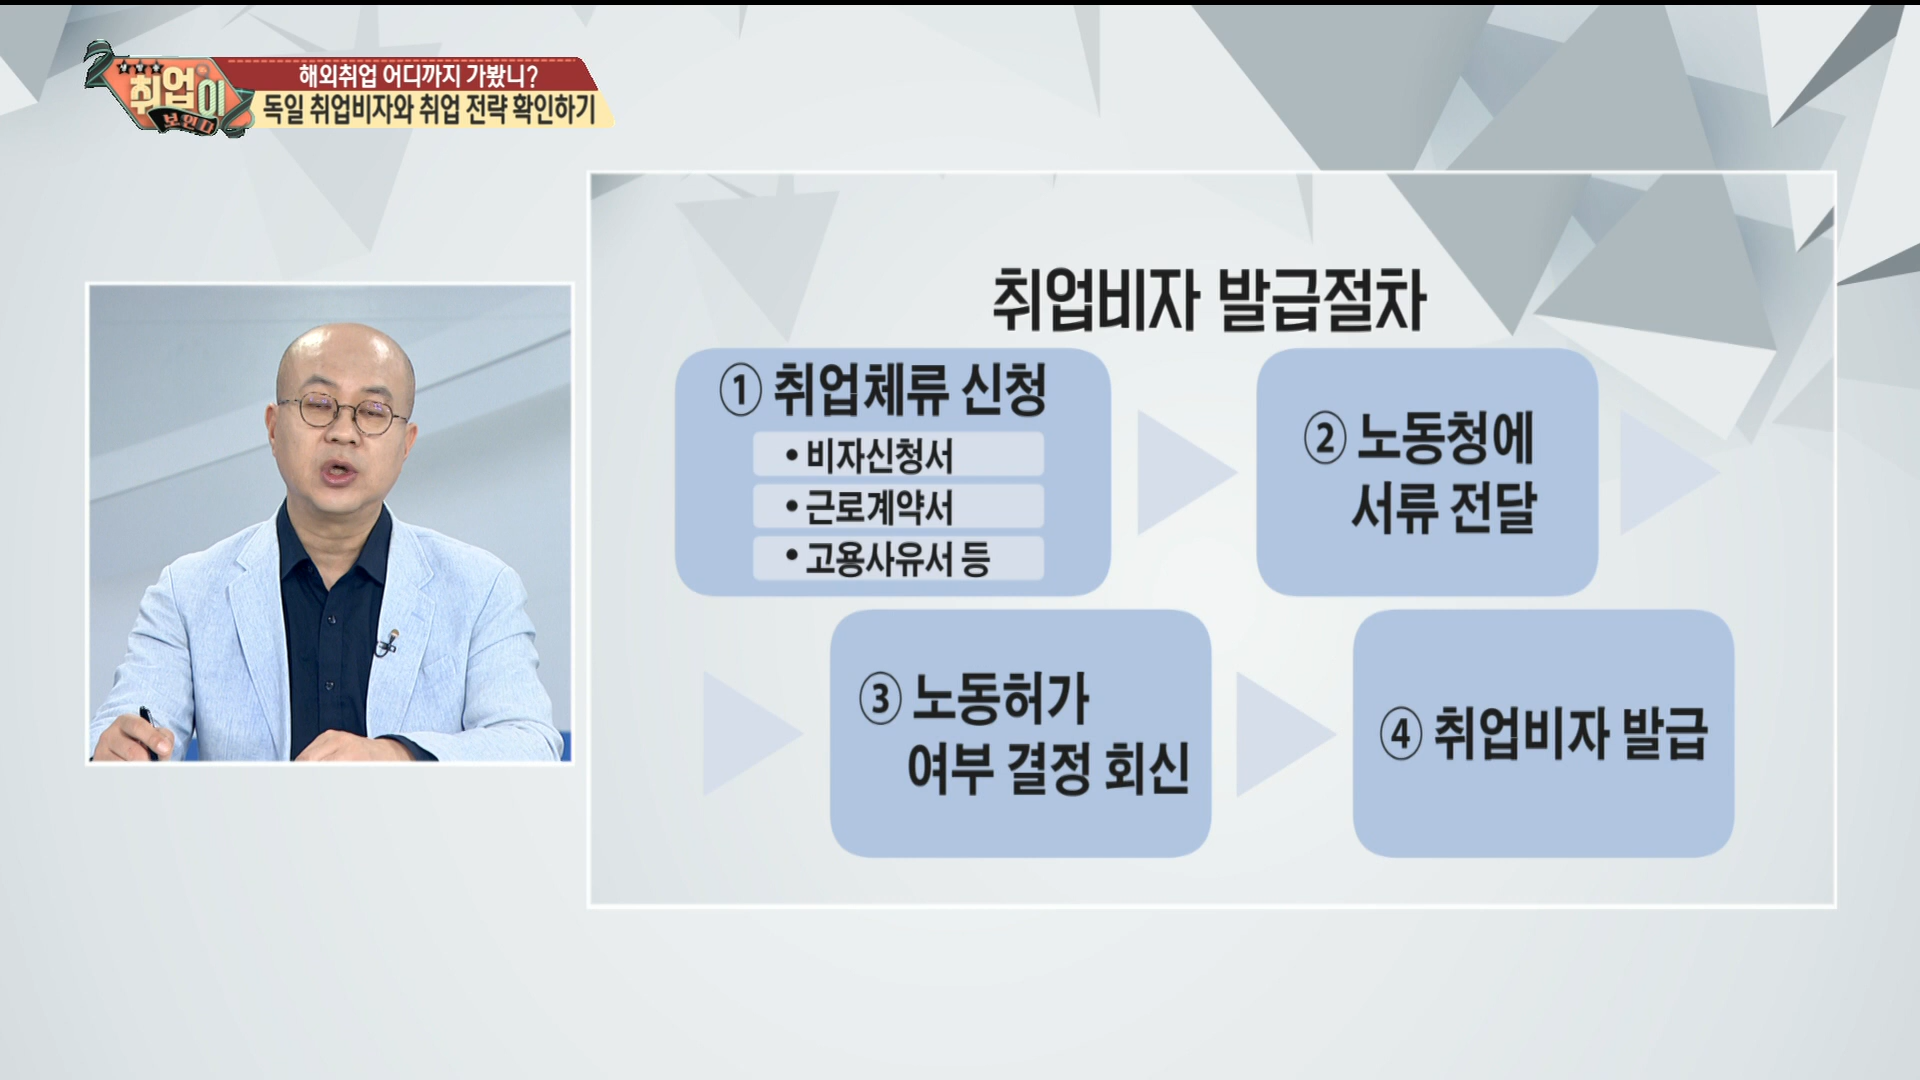 해외취업 어디까지 가봤니?
취업이
보인다
독일 취업비자와 취업 전략 확인하기
취업비자 발급절차
① 취업체류 신청
• 비자신청서
• 근로계약서
• 고용사유서 등
② 노동청에
서류 전달
③ 노동허가
여부 결정 회신
④ 취업비자 발급